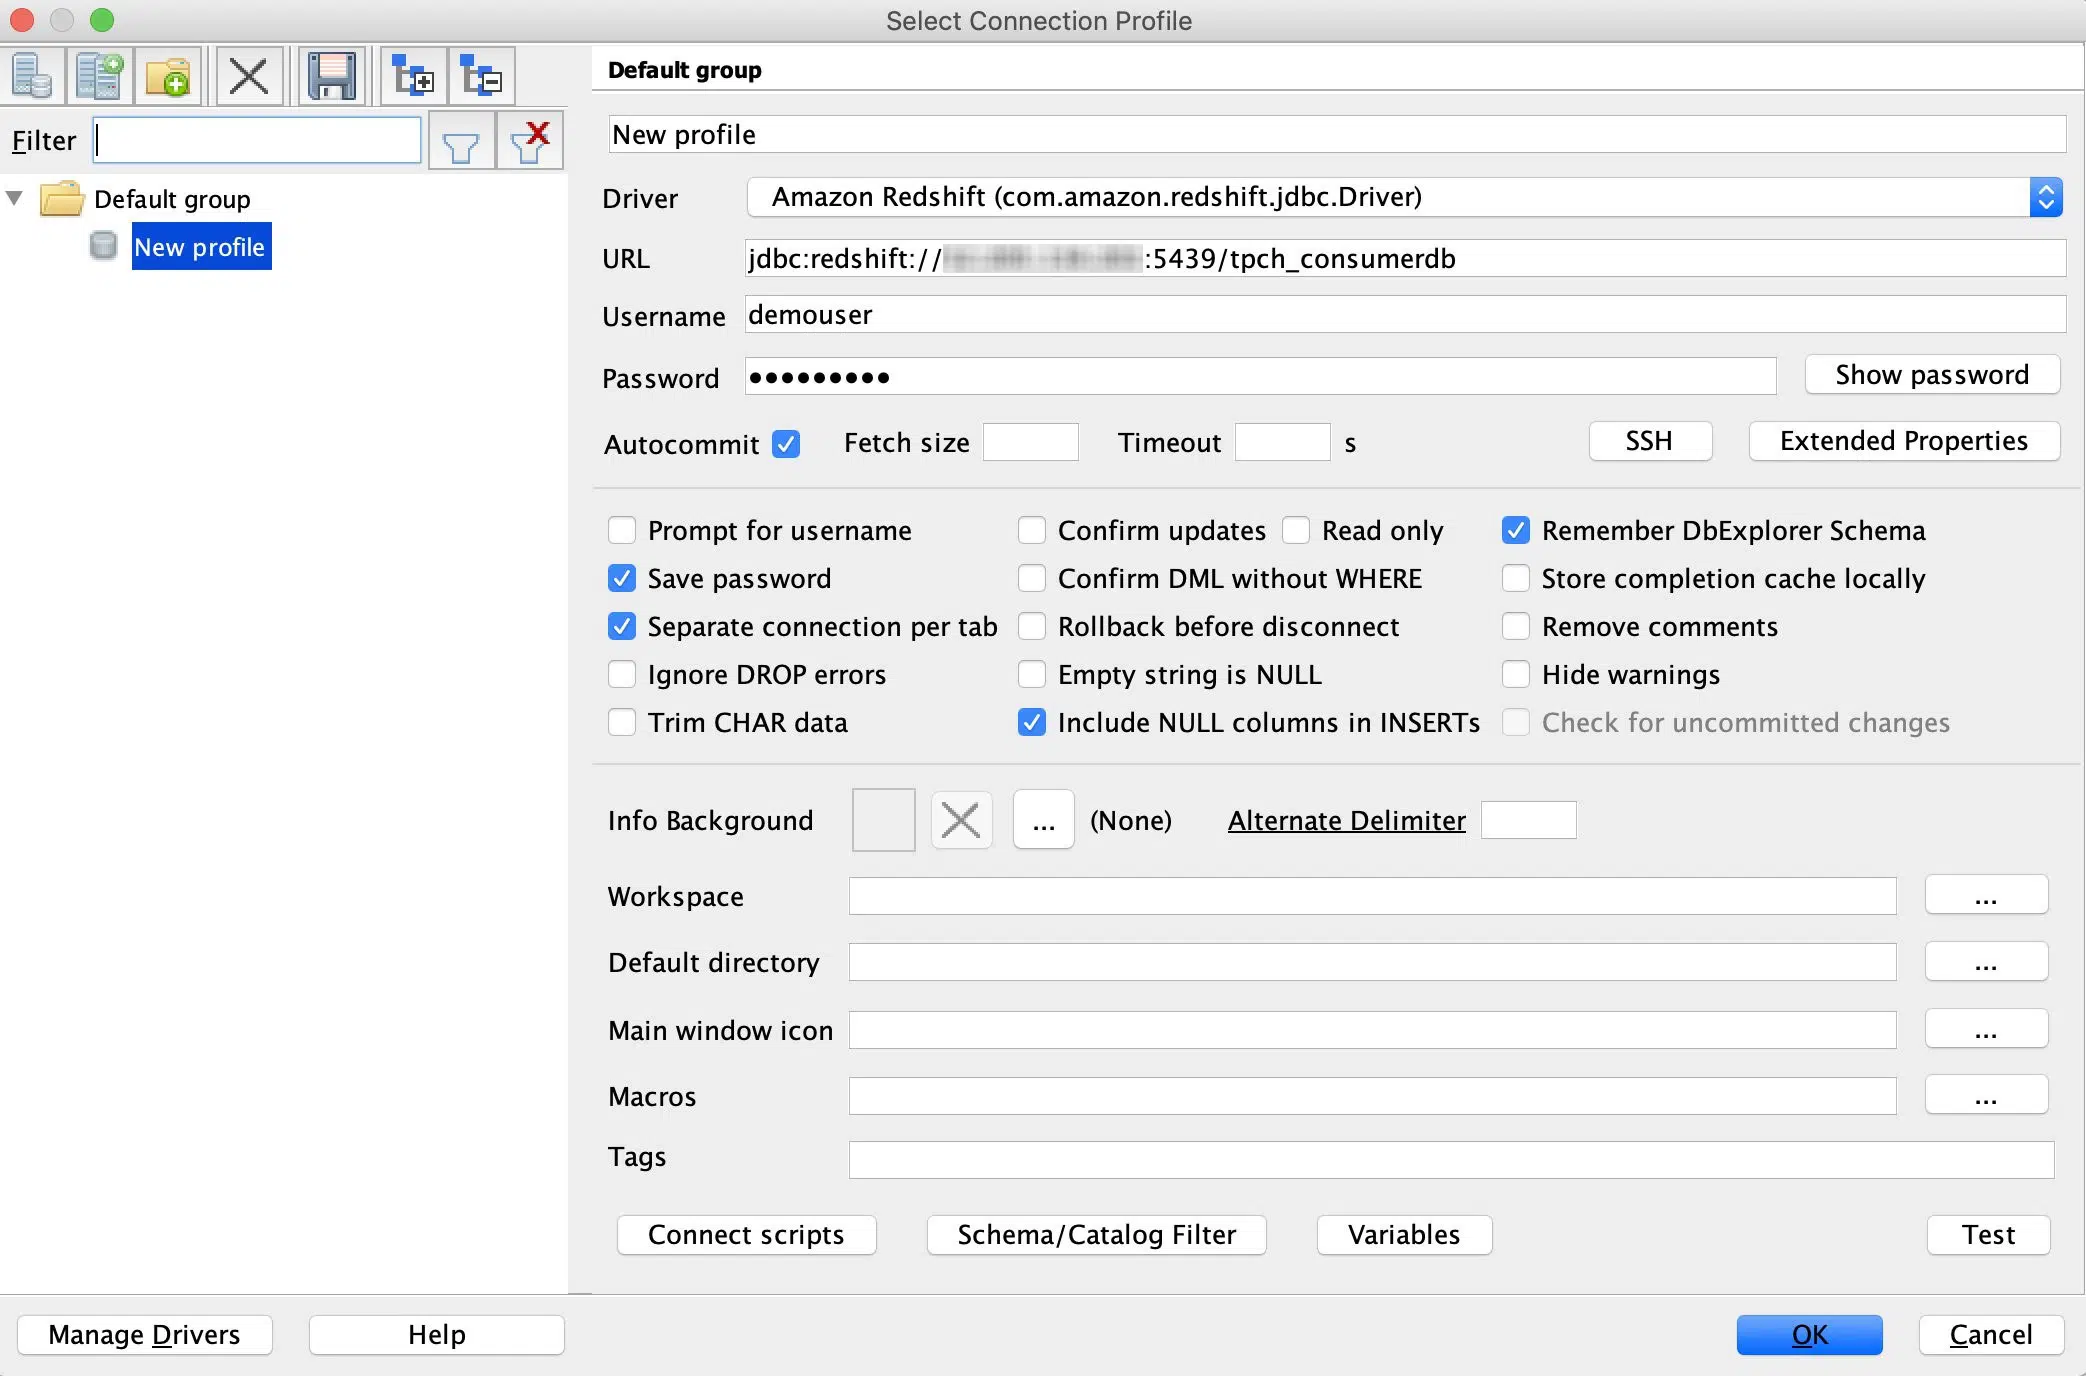 Select Connection Profile
Filter
Default group
New profile
Default group
New profile
Driver Amazon Redshift (com.amazon.redshift.jdbc.Driver)
URL jdbc:redshift:// :5439/tpch_consumerdb
Username demouser
Password ••••••••• Show password
Autocommit Fetch size Timeout s SSH Extended Properties
Prompt for username Confirm updates Read only Remember DbExplorer Schema
Save password Confirm DML without WHERE Store completion cache locally
Separate connection per tab Rollback before disconnect Remove comments
Ignore DROP errors Empty string is NULL Hide warnings
Trim CHAR data Include NULL columns in INSERTs Check for uncommitted changes
Info Background ... (None) Alternate Delimiter
Workspace ...
Default directory ...
Main window icon ...
Macros ...
Tags
Connect scripts Schema/Catalog Filter Variables Test
Manage Drivers Help OK Cancel